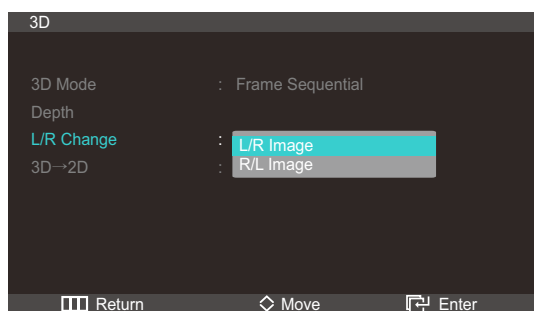 3D
3D Mode : Frame Sequential
Depth
L/R Change : L/R Image
3D→2D : R/L Image
Return Move Enter